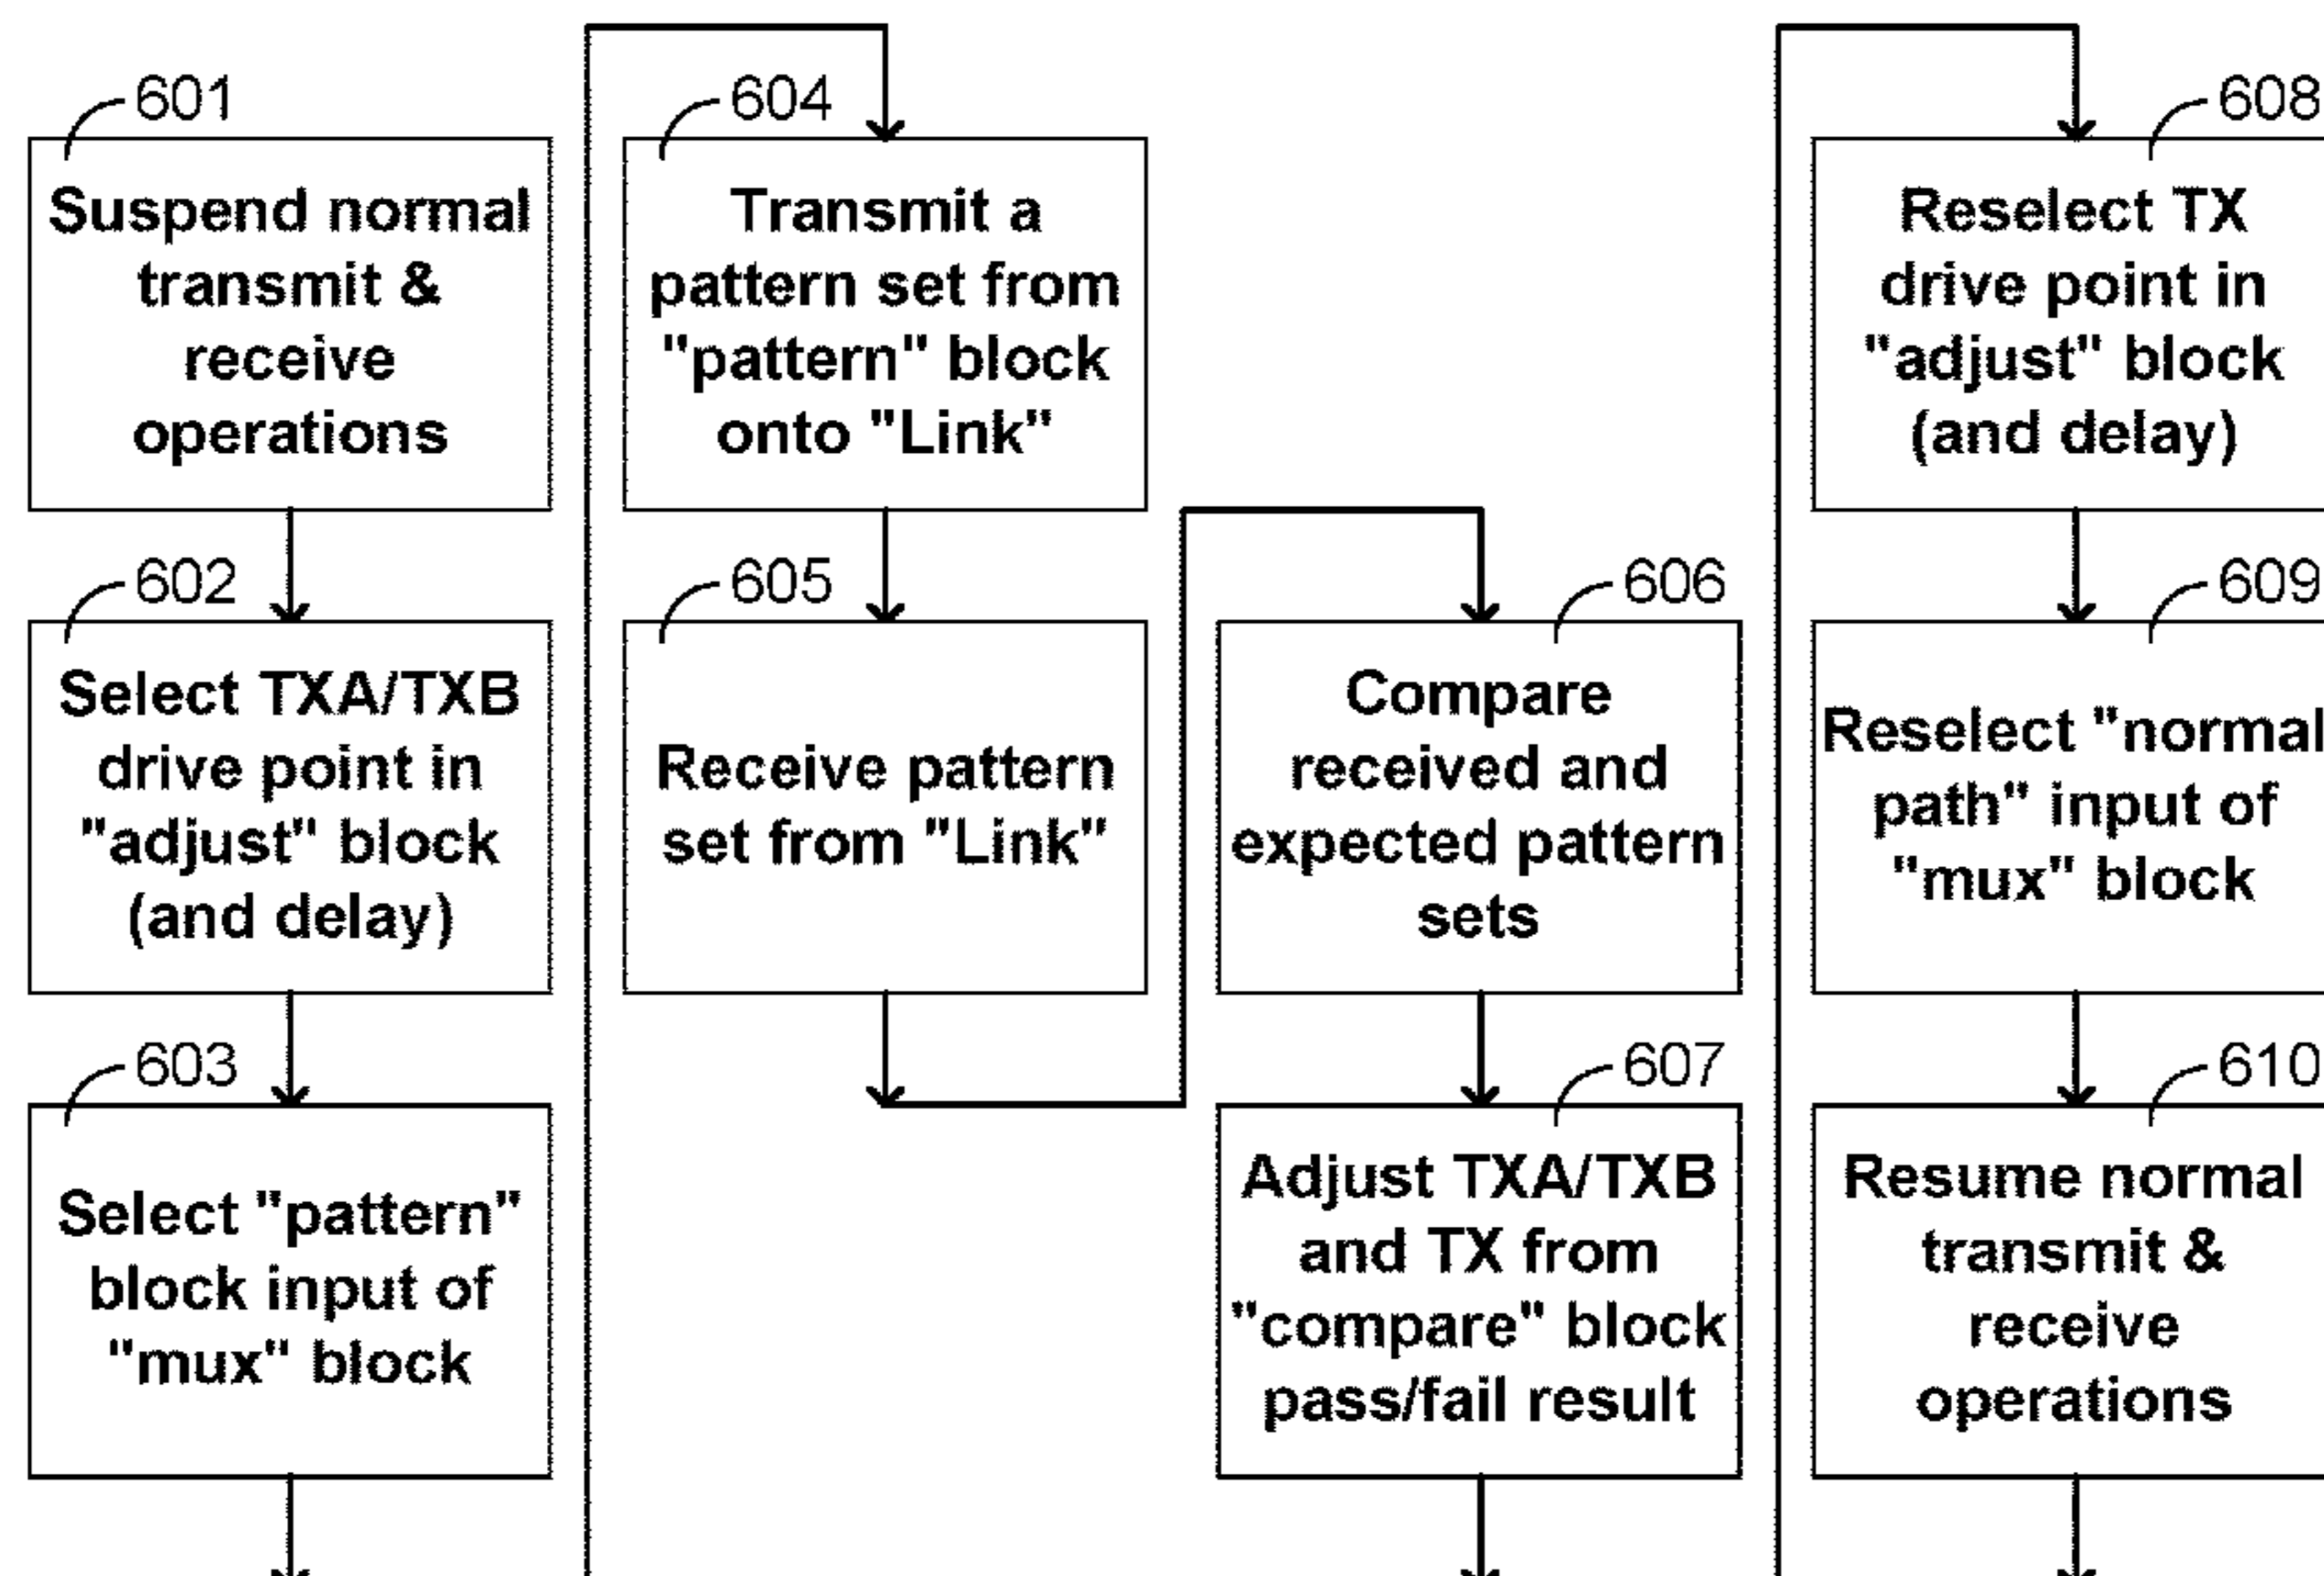 601
Suspend normal
transmit &
receive
operations
602
Select TXA/TXB
drive point in
"adjust" block
(and delay)
603
Select "pattern"
block input of
"mux" block
604
Transmit a
pattern set from
"pattern" block
onto "Link"
605
Receive pattern
set from "Link"
606
Compare
received and
expected pattern
sets
607
Adjust TXA/TXB
and TX from
"compare" block
pass/fail result
608
Reselect TX
drive point in
"adjust" block
(and delay)
609
Reselect "normal
path" input of
"mux" block
610
Resume normal
transmit &
receive
operations